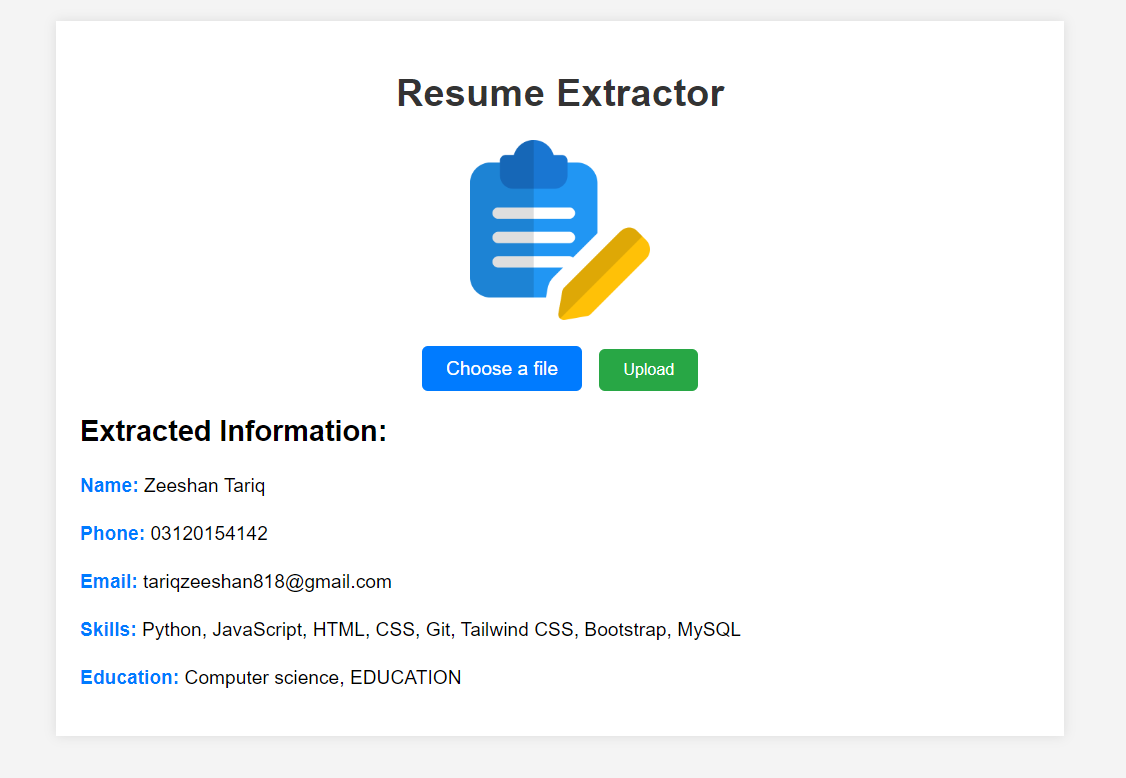 Resume Extractor
Choose a file
Upload
Extracted Information:
Name: Zeeshan Tariq
Phone: 03120154142
Email: tariqzeeshan818@gmail.com
Skills: Python, JavaScript, HTML, CSS, Git, Tailwind CSS, Bootstrap, MySQL
Education: Computer science, EDUCATION